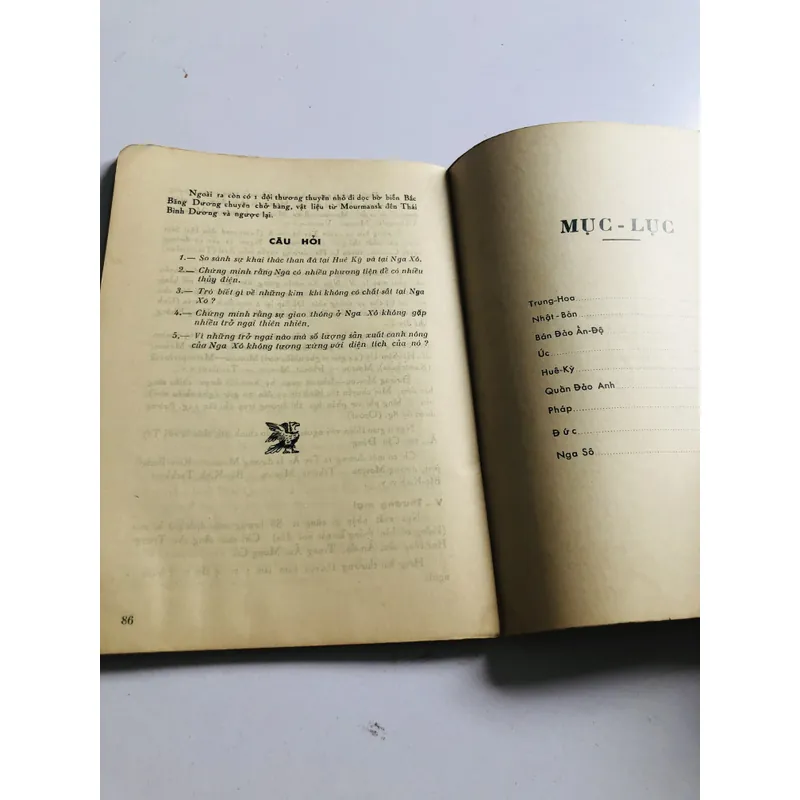 Ngoài ra còn có 1 đội thương thuyền nhỏ đi dọc bờ biển Bắc
Băng Dương chuyên chở hàng, vật liệu từ Mourmansk đến Thái
Bình Dương và ngược lại.
CÂU HỎI
1.— So sánh sự khai thác than đá tại Huê Kỳ và tại Nga Xô.
2.— Chứng minh rằng Nga có nhiều phương tiện để có nhiều
thủy điện.
3.— Trò biết gì về những kim khí không có chất sắt tại Nga
Xô ?
4.— Chứng minh rằng sự giao thông ở Nga Xô không gặp
nhiều trở ngại thiên nhiên.
5.— Vì những trở ngại nào mà số lượng sản xuất canh nông
của Nga Xô không tương xứng với diện tích của nó ?
86
MỤC - LỤC
Trung-Hoa
Nhật-Bản
Bán Đảo Ấn-Độ
Úc
Huê-Kỳ
Quần Đảo Anh
Pháp
Đức
Nga Sô